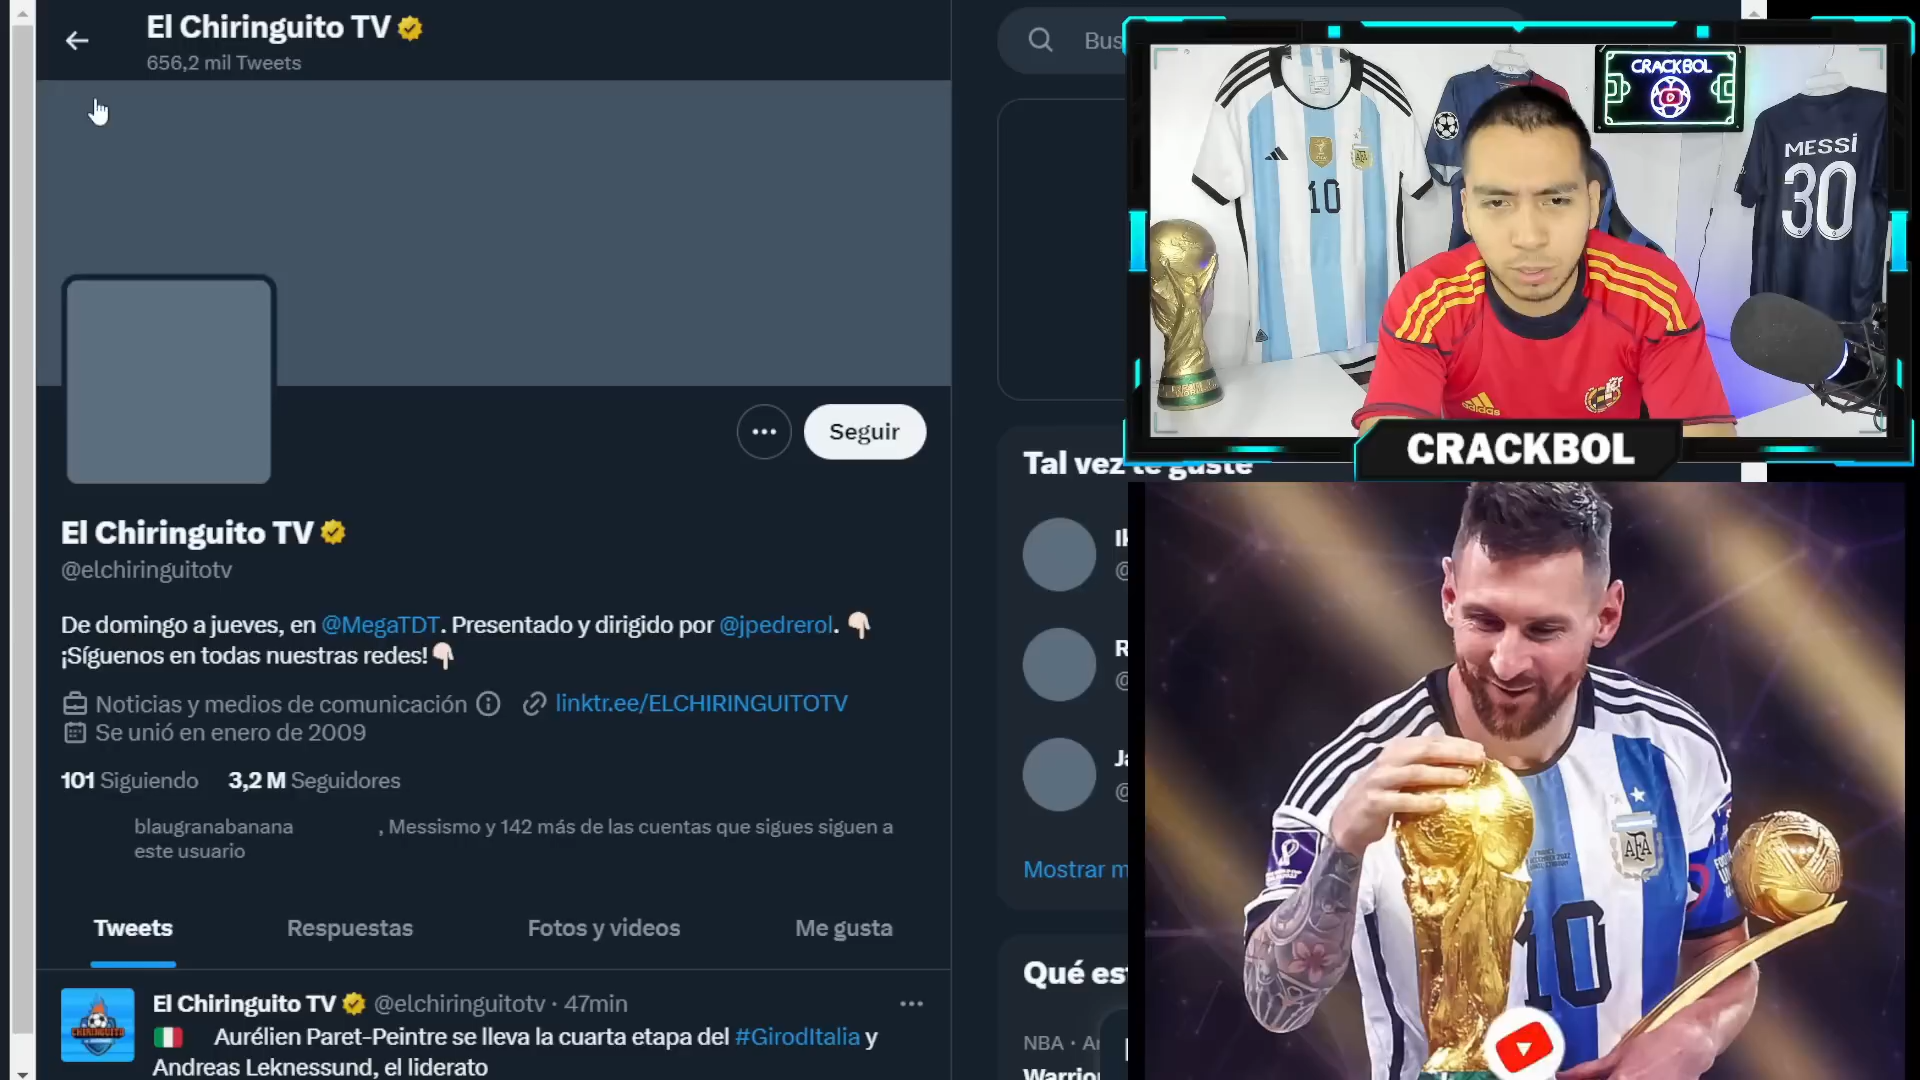 El Chiringuito TV
656,2 mil Tweets
Seguir
El Chiringuito TV
@elchiringuitotv
De domingo a jueves, en @MegaTDT. Presentado y dirigido por @jpedrerol. 👇🏻
¡Síguenos en todas nuestras redes!👇🏻
Noticias y medios de comunicación
linktr.ee/ELCHIRINGUITOTV
Se unió en enero de 2009
101 Siguiendo 3,2 M Seguidores
blaugranabanana , Messismo y 142 más de las cuentas que sigues siguen a
este usuario
Tweets Respuestas Fotos y videos Me gusta
El Chiringuito TV @elchiringuitotv · 47min
🇮🇹 Aurélien Paret-Peintre se lleva la cuarta etapa del #GirodItalia y
Andreas Leknessund, el liderato
Tal vez te guste
Mostrar m
Qué es
NBA
Warrio
CRACKBOL
10
MESSI
30
adidas
CRACKBOL
AFA
10